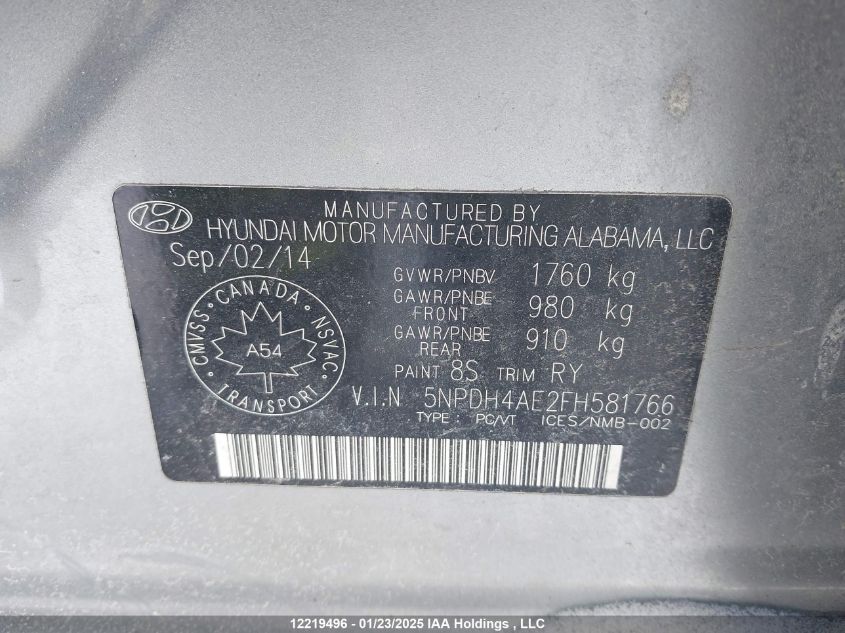 MANUFACTURED BY
HYUNDAI MOTOR MANUFACTURING ALABAMA, LLC
Sep/02/14
GVWR/PNBV 1760 kg
GAWR/PNBE FRONT 980 kg
GAWR/PNBE REAR 910 kg
PAINT 8S TRIM RY
V.I.N 5NPDH4AE2FH581766
TYPE : PC/VT ICES/NMB-002
CANADA
CMVSS NSVAC
A54
TRANSPORT
12219496 - 01/23/2025 IAA Holdings , LLC